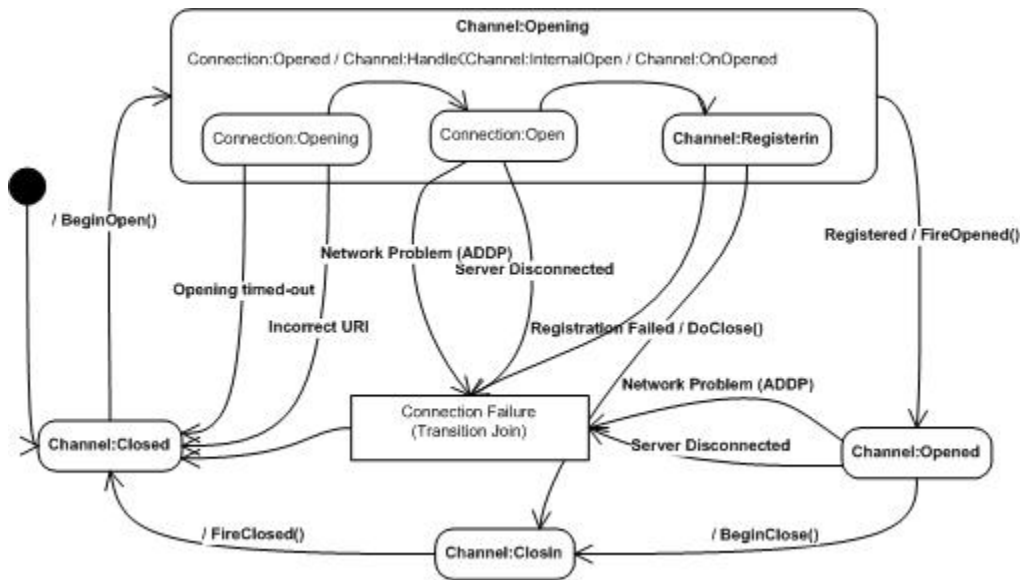 Channel:Opening
Connection:Opened / Channel:HandleO
Channel:InternalOpen / Channel:OnOpened
Connection:Opening
Connection:Open
Channel:Registerin
/ BeginOpen()
Registered / FireOpened()
Network Problem (ADDP)
Server Disconnected
Opening timed-out
Incorrect URI
Registration Failed / DoClose()
Network Problem (ADDP)
Connection Failure
(Transition Join)
Channel:Closed
Server Disconnected
Channel:Opened
/ FireClosed()
/ BeginClose()
Channel:ClosIn